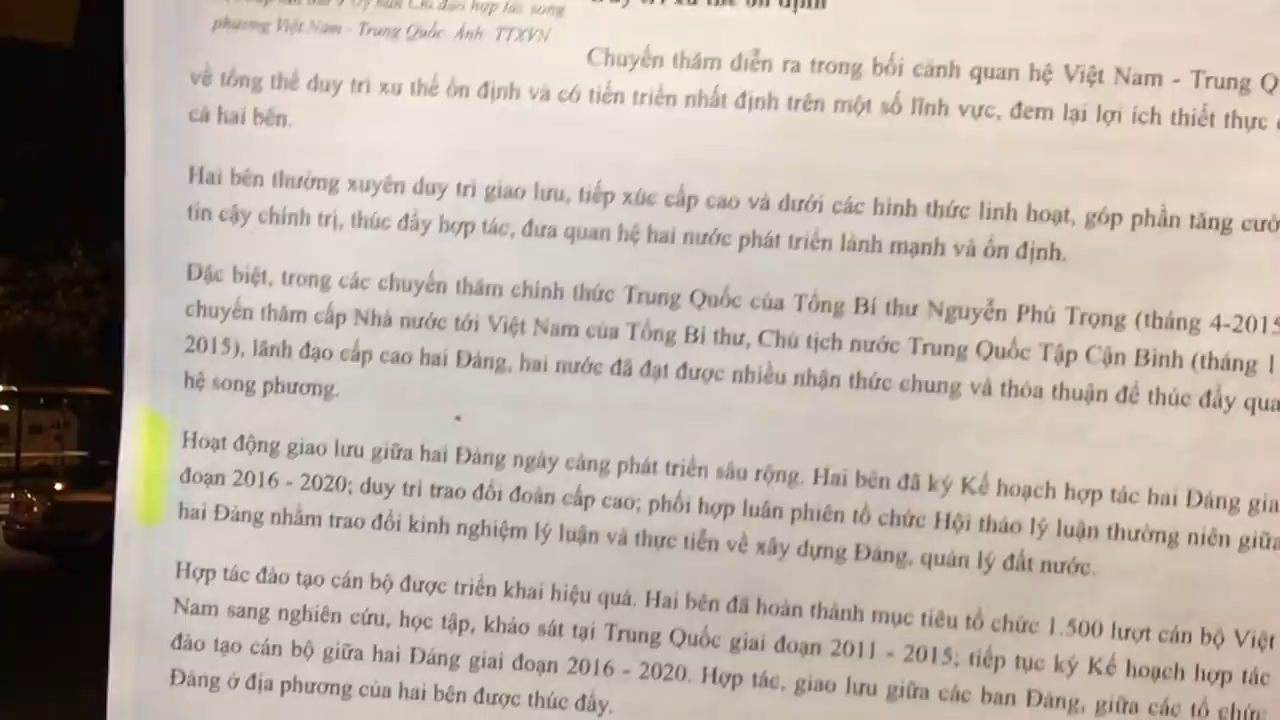 phương Việt Nam - Trung Quốc Ảnh TTXVN
Chuyến thăm diễn ra trong bối cảnh quan hệ Việt Nam - Trung Q
về tổng thể duy trì xu thế ổn định và có tiến triển nhất định trên một số lĩnh vực, đem lại lợi ích thiết thực
cả hai bên.
Hai bên thường xuyên duy trì giao lưu, tiếp xúc cấp cao và dưới các hình thức linh hoạt, góp phần tăng cườ
tin cậy chính trị, thúc đẩy hợp tác, đưa quan hệ hai nước phát triển lành mạnh và ổn định.
Đặc biệt, trong các chuyến thăm chính thức Trung Quốc của Tổng Bí thư Nguyễn Phú Trọng (tháng 4-2015
chuyến thăm cấp Nhà nước tới Việt Nam của Tổng Bí thư, Chủ tịch nước Trung Quốc Tập Cận Bình (tháng 1
2015), lãnh đạo cấp cao hai Đảng, hai nước đã đạt được nhiều nhận thức chung và thỏa thuận để thúc đẩy qua
hệ song phương.
Hoạt động giao lưu giữa hai Đảng ngày càng phát triển sâu rộng. Hai bên đã ký Kế hoạch hợp tác hai Đảng gia
đoạn 2016 - 2020; duy trì trao đổi đoàn cấp cao; phối hợp luân phiên tổ chức Hội thảo lý luận thường niên giữa
hai Đảng nhằm trao đổi kinh nghiệm lý luận và thực tiễn về xây dựng Đảng, quản lý đất nước.
Hợp tác đào tạo cán bộ được triển khai hiệu quả. Hai bên đã hoàn thành mục tiêu tổ chức 1.500 lượt cán bộ Việt
Nam sang nghiên cứu, học tập, khảo sát tại Trung Quốc giai đoạn 2011 - 2015; tiếp tục ký Kế hoạch hợp tác
đào tạo cán bộ giữa hai Đảng giai đoạn 2016 - 2020. Hợp tác, giao lưu giữa các ban Đảng, giữa các tổ chức
Đảng ở địa phương của hai bên được thúc đẩy.